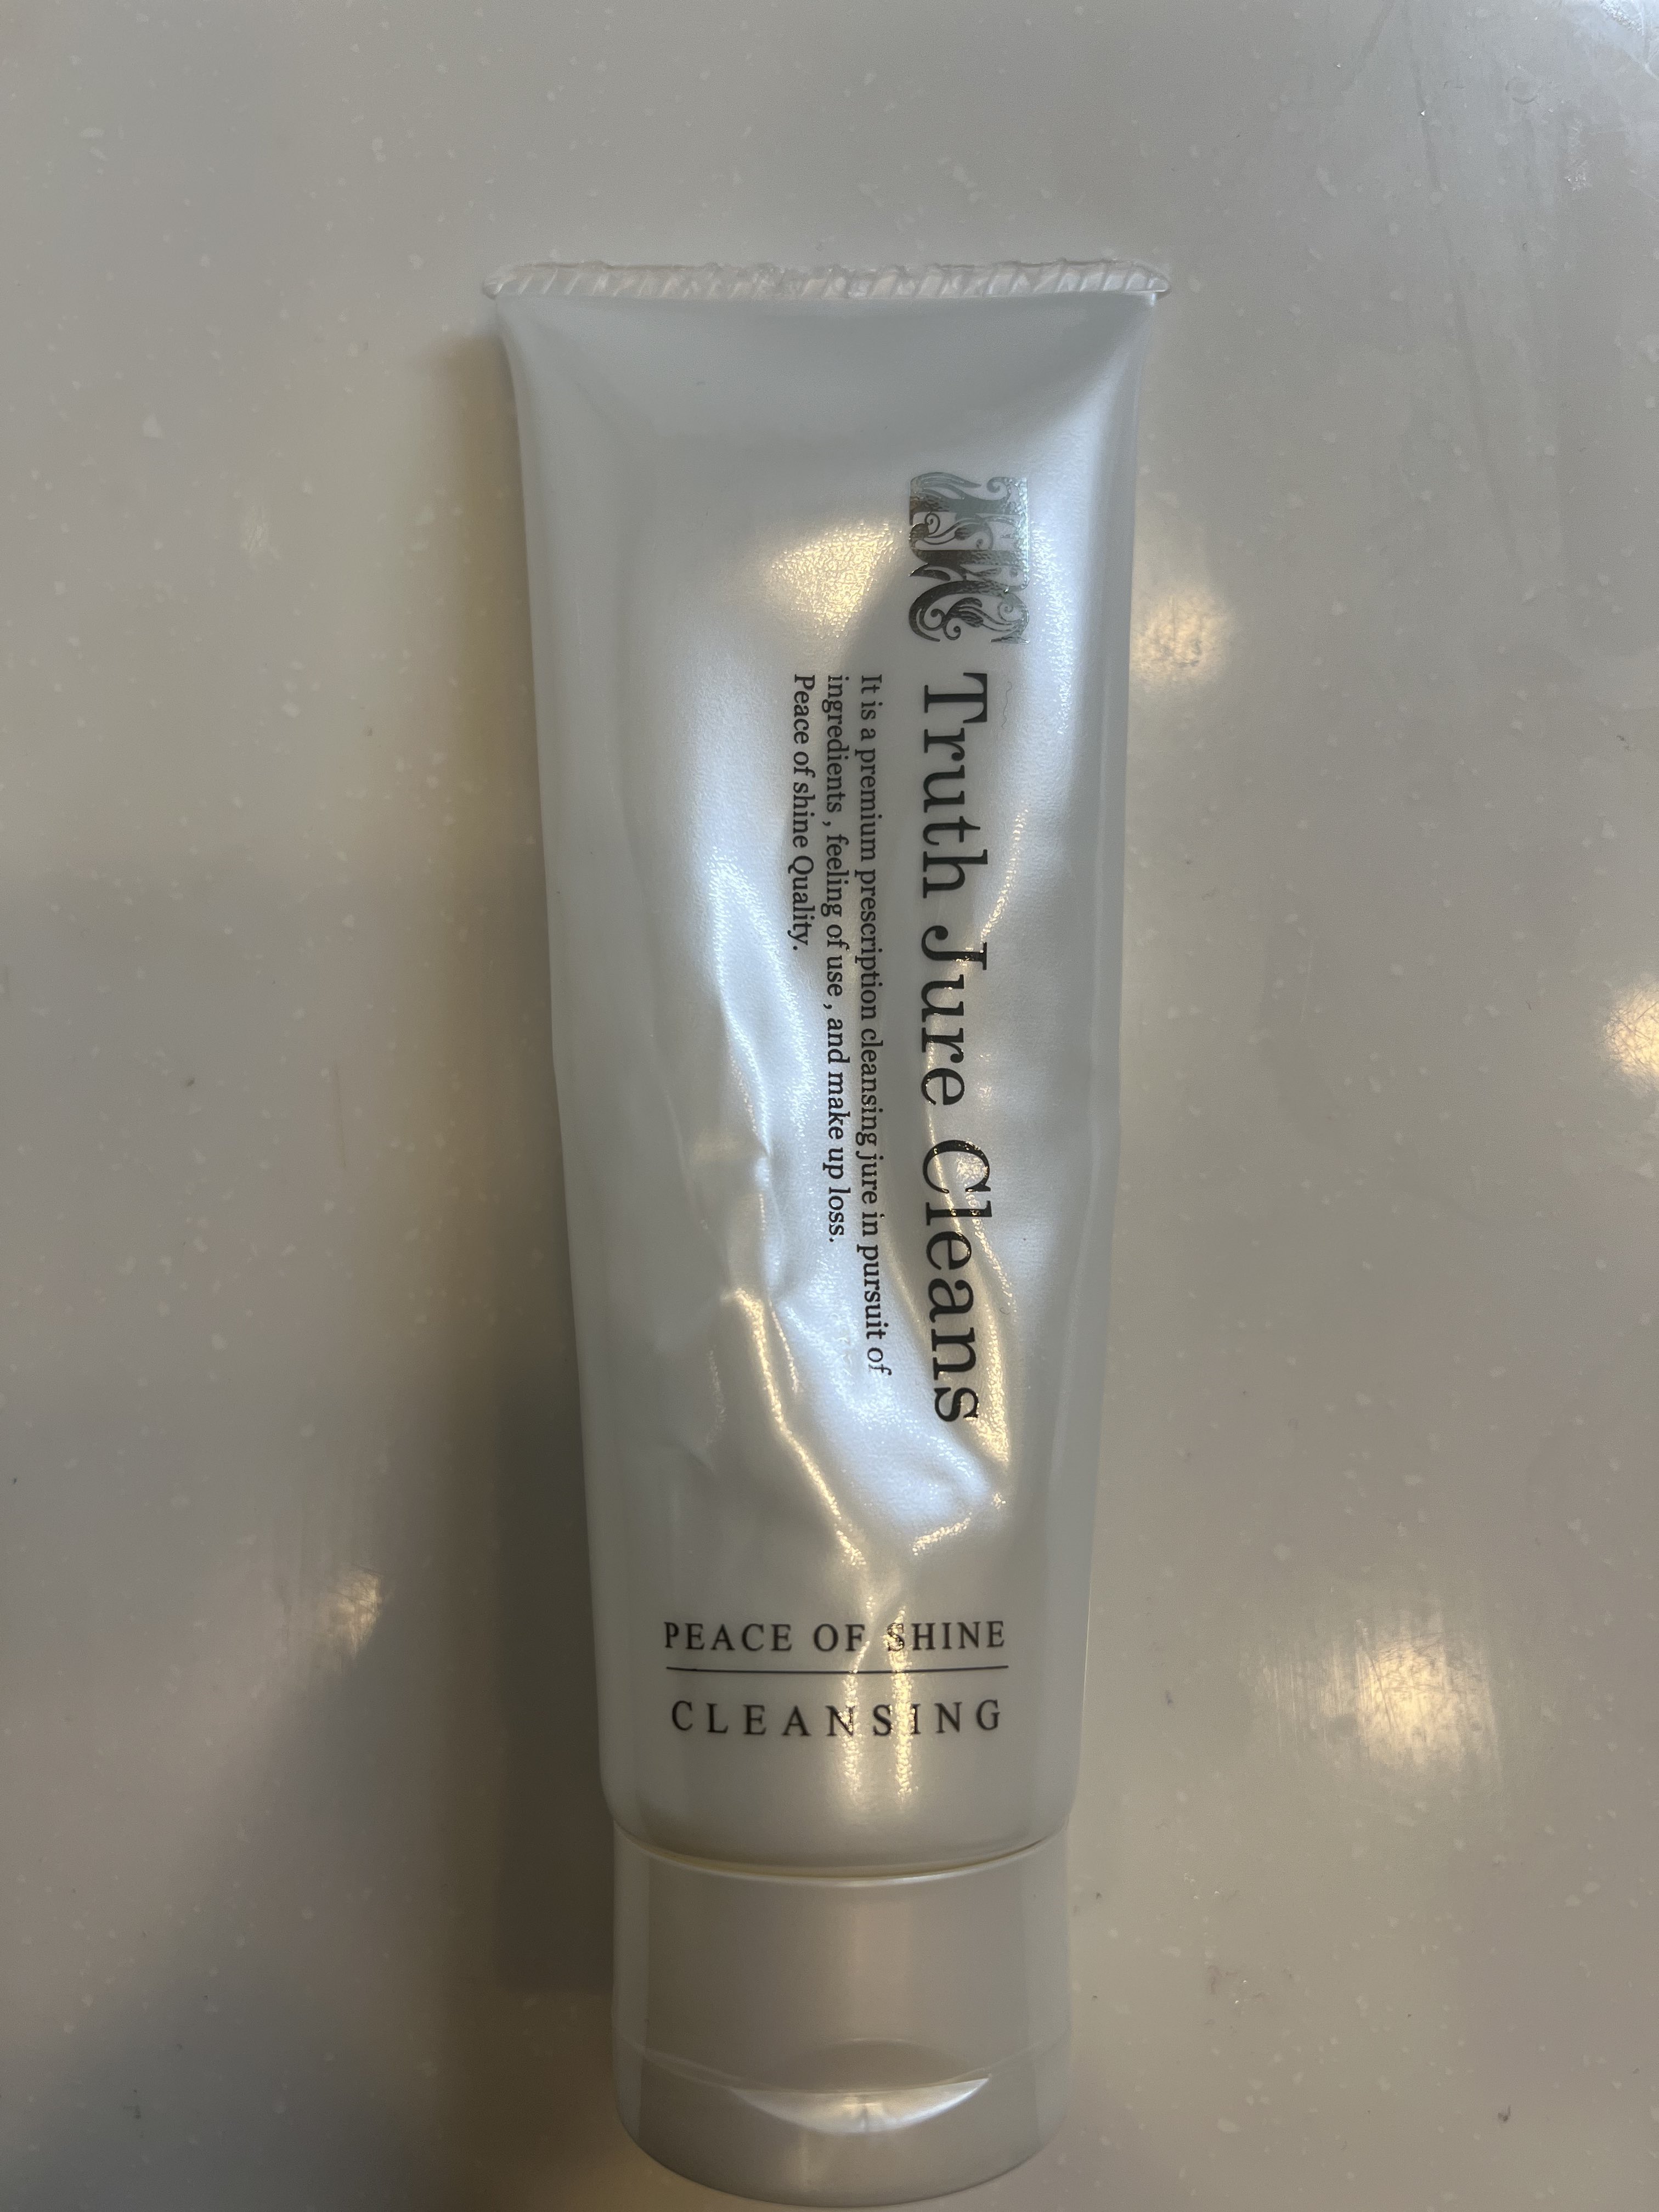 Truth Jure Cleans
It is a premium prescription cleansing jure in pursuit of
ingredients , feeling of use , and make up loss.
Peace of shine Quality.
PEACE OF SHINE
CLEANSING